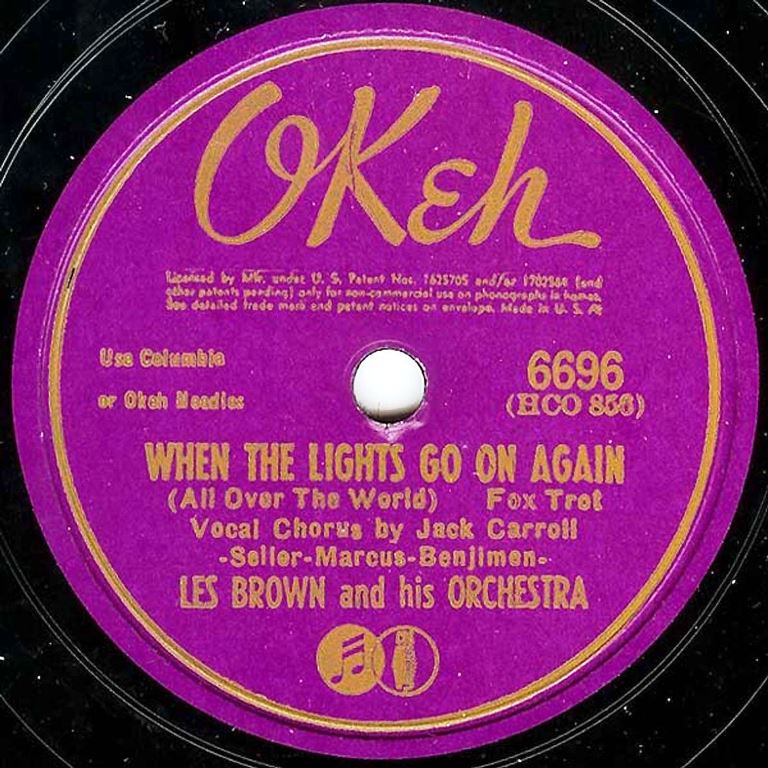 OKeh
Licensed by Mfr. under U. S. Patent Nos. 1625705 and/or 1702564 (and
other patents pending) only for non-commercial use on phonographs in homes.
See detailed trade mark and patent notices on envelope. Made in U. S. A.
Use Columbia
or Okeh Needles
6696
(HCO 856)
WHEN THE LIGHTS GO ON AGAIN
(All Over The World) Fox Trot
Vocal Chorus by Jack Carroll
-Seller-Marcus-Benjimen-
LES BROWN and his ORCHESTRA